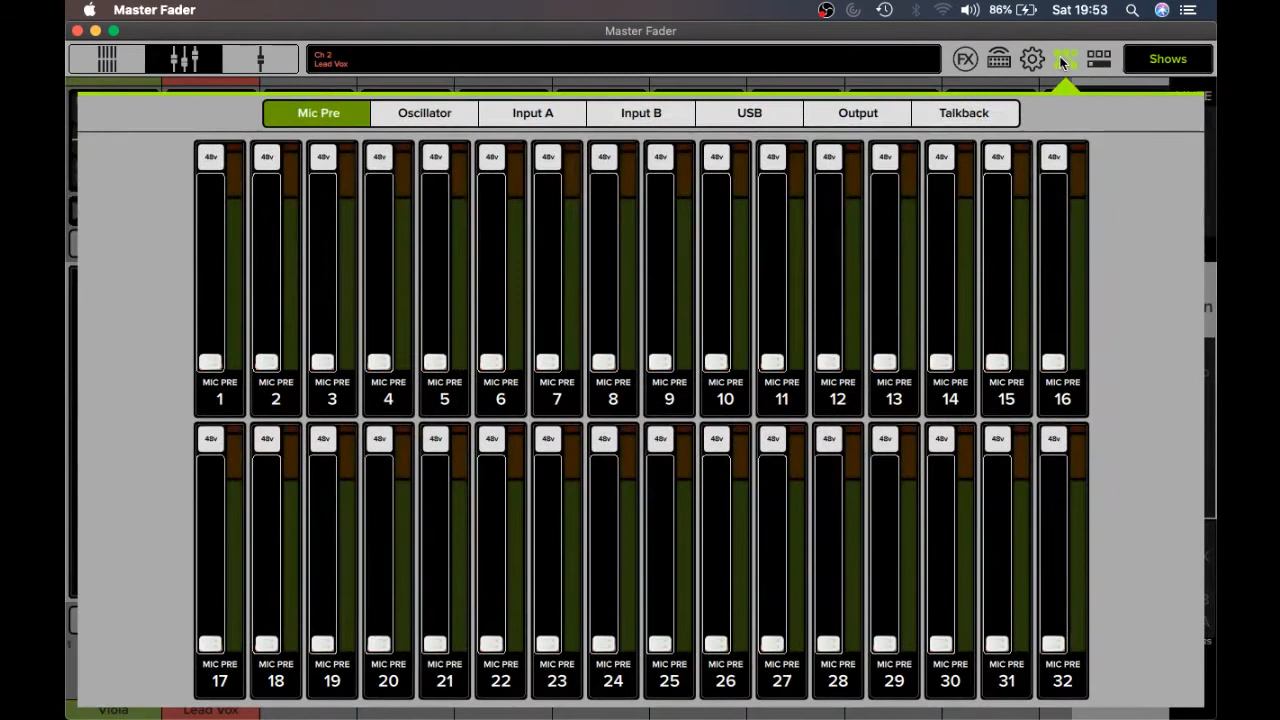 Master Fader
86%
Sat 19:53
Master Fader
Ch 2
Lead Vox
FX
Shows
Mic Pre
Oscillator
Input A
Input B
USB
Output
Talkback
48v 48v 48v 48v 48v 48v 48v 48v 48v 48v 48v 48v 48v 48v 48v 48v
MIC PRE MIC PRE MIC PRE MIC PRE MIC PRE MIC PRE MIC PRE MIC PRE MIC PRE MIC PRE MIC PRE MIC PRE MIC PRE MIC PRE MIC PRE MIC PRE
1 2 3 4 5 6 7 8 9 10 11 12 13 14 15 16
48v 48v 48v 48v 48v 48v 48v 48v 48v 48v 48v 48v 48v 48v 48v 48v
MIC PRE MIC PRE MIC PRE MIC PRE MIC PRE MIC PRE MIC PRE MIC PRE MIC PRE MIC PRE MIC PRE MIC PRE MIC PRE MIC PRE MIC PRE MIC PRE
17 18 19 20 21 22 23 24 25 26 27 28 29 30 31 32
Viola
Lead Vox